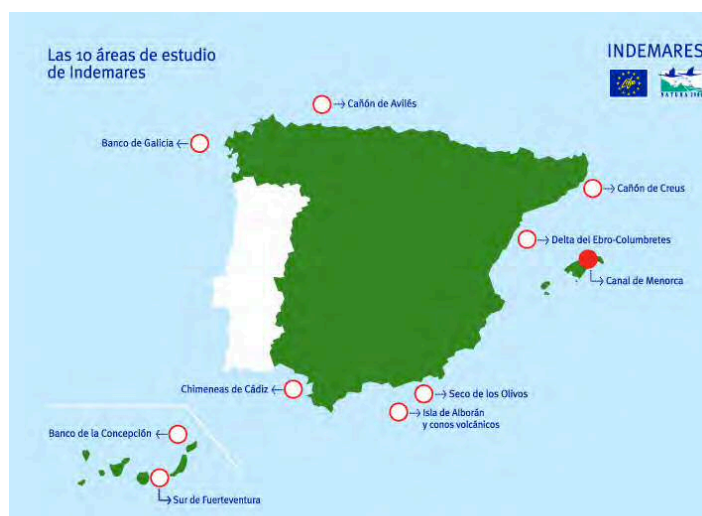 Las 10 áreas de estudio
de Indemares
INDEMARES
Cañón de Avilés
Banco de Galicia
Cañón de Creus
Delta del Ebro-Columbretes
Canal de Menorca
Chimeneas de Cádiz
Seco de los Olivos
Isla de Alborán
y conos volcánicos
Banco de la Concepción
Sur de Fuerteventura